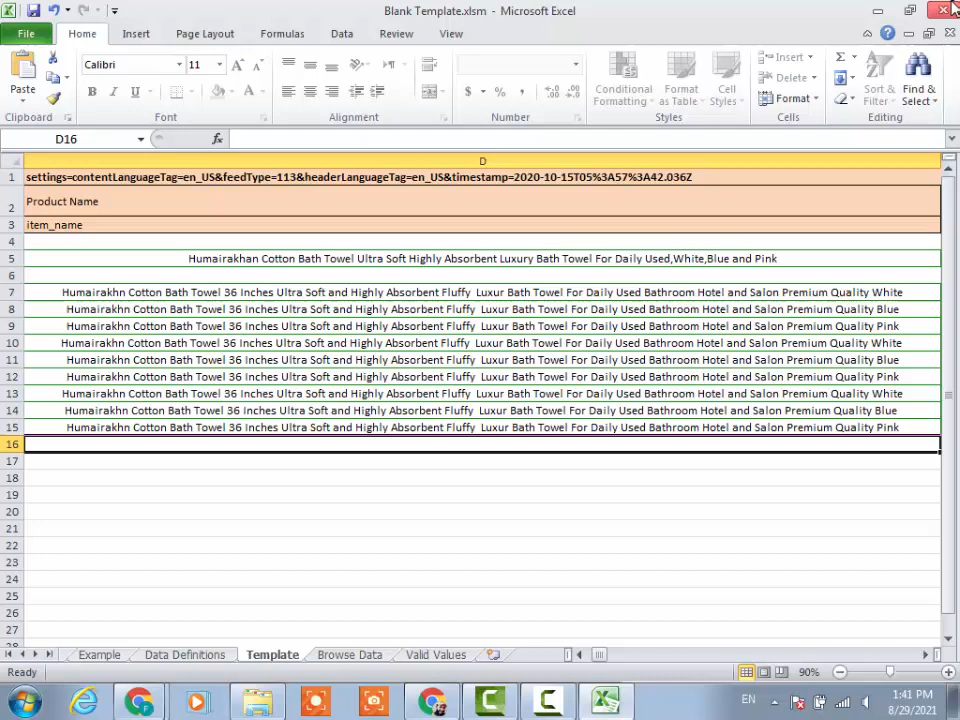 Blank Template.xlsm - Microsoft Excel
File Home Insert Page Layout Formulas Data Review View
Calibri 11
Paste
B I U
Conditional Formatting Format as Table Cell Styles
Insert
Delete
Format
Sort & Filter Find & Select
Clipboard Font Alignment Number Styles Cells Editing
D16 fx
D
1 settings=contentLanguageTag=en_US&feedType=113&headerLanguageTag=en_US&timestamp=2020-10-15T05%3A57%3A42.036Z
2 Product Name
3 item_name
4
5 Humairakhan Cotton Bath Towel Ultra Soft Highly Absorbent Luxury Bath Towel For Daily Used,White,Blue and Pink
6
7 Humairakhn Cotton Bath Towel 36 Inches Ultra Soft and Highly Absorbent Fluffy Luxur Bath Towel For Daily Used Bathroom Hotel and Salon Premium Quality White
8 Humairakhn Cotton Bath Towel 36 Inches Ultra Soft and Highly Absorbent Fluffy Luxur Bath Towel For Daily Used Bathroom Hotel and Salon Premium Quality Blue
9 Humairakhn Cotton Bath Towel 36 Inches Ultra Soft and Highly Absorbent Fluffy Luxur Bath Towel For Daily Used Bathroom Hotel and Salon Premium Quality Pink
10 Humairakhn Cotton Bath Towel 36 Inches Ultra Soft and Highly Absorbent Fluffy Luxur Bath Towel For Daily Used Bathroom Hotel and Salon Premium Quality White
11 Humairakhn Cotton Bath Towel 36 Inches Ultra Soft and Highly Absorbent Fluffy Luxur Bath Towel For Daily Used Bathroom Hotel and Salon Premium Quality Blue
12 Humairakhn Cotton Bath Towel 36 Inches Ultra Soft and Highly Absorbent Fluffy Luxur Bath Towel For Daily Used Bathroom Hotel and Salon Premium Quality Pink
13 Humairakhn Cotton Bath Towel 36 Inches Ultra Soft and Highly Absorbent Fluffy Luxur Bath Towel For Daily Used Bathroom Hotel and Salon Premium Quality White
14 Humairakhn Cotton Bath Towel 36 Inches Ultra Soft and Highly Absorbent Fluffy Luxur Bath Towel For Daily Used Bathroom Hotel and Salon Premium Quality Blue
15 Humairakhn Cotton Bath Towel 36 Inches Ultra Soft and Highly Absorbent Fluffy Luxur Bath Towel For Daily Used Bathroom Hotel and Salon Premium Quality Pink
16
17
18
19
20
21
22
23
24
25
26
27
28
Example Data Definitions Template Browse Data Valid Values
Ready 90%
EN 1:41 PM
8/29/2021